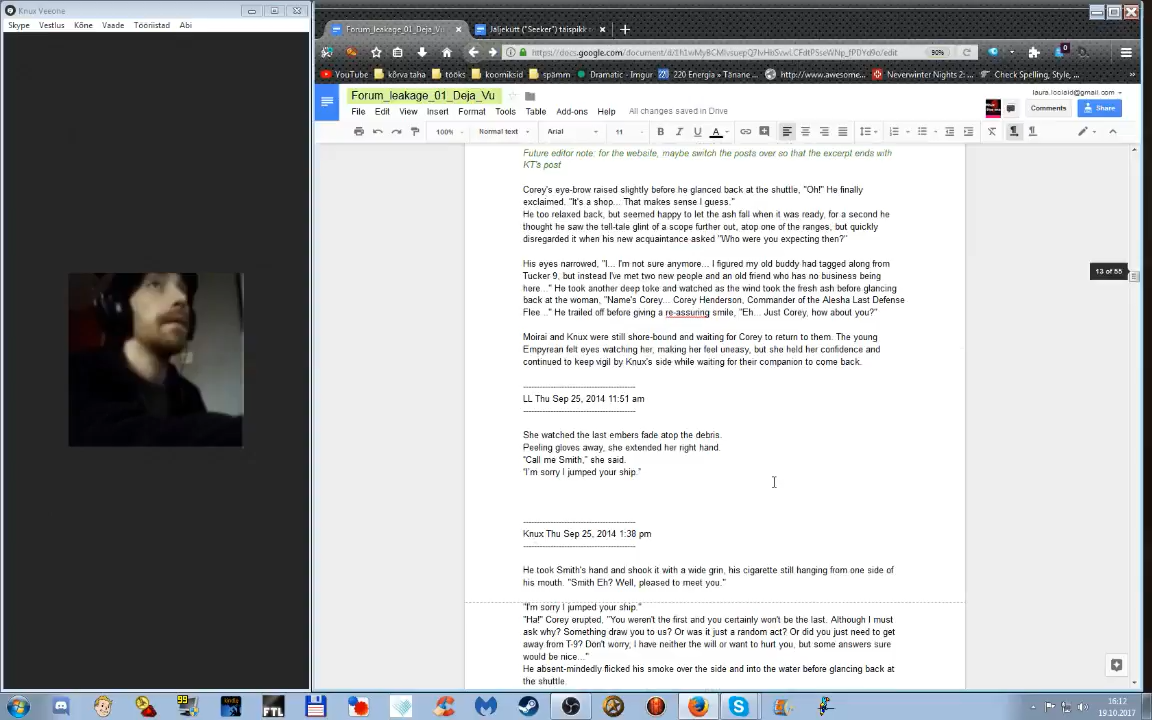 Knux Veeone
Skype Vestlus Kõne Vaade Tööriistad Abi
Forum_leakage_01_Deja_Vu
Jäljekütt ("Seeker") täispikk
90%
YouTube kõrva taha tööks koomiksid spämm Dramatic - Imgur 220 Energia » Tänane ... http://www.awesome... Neverwinter Nights 2:... Check Spelling, Style,...
Forum_leakage_01_Deja_Vu
File Edit View Insert Format Tools Table Add-ons Help All changes saved in Drive
Comments Share
100% Normal text Arial 11
Future editor note: for the website, maybe switch the posts over so that the excerpt ends with
KT's post
Corey's eye-brow raised slightly before he glanced back at the shuttle, "Oh!" He finally
exclaimed. "It's a shop... That makes sense I guess."
He too relaxed back, but seemed happy to let the ash fall when it was ready, for a second he
thought he saw the tell-tale glint of a scope further out, atop one of the ranges, but quickly
disregarded it when his new acquaintance asked "Who were you expecting then?"
His eyes narrowed, "I... I'm not sure anymore... I figured my old buddy had tagged along from
Tucker 9, but instead I've met two new people and an old friend who has no business being
here..." He took another deep toke and watched as the wind took the fresh ash before glancing
back at the woman, "Name's Corey... Corey Henderson, Commander of the Alesha Last Defense
Flee..." He trailed off before giving a re-assuring smile, "Eh... Just Corey, how about you?"
Moirai and Knux were still shore-bound and waiting for Corey to return to them. The young
Empyrean felt eyes watching her, making her feel uneasy, but she held her confidence and
continued to keep vigil by Knux's side while waiting for their companion to come back.
----------------------------------------
LL Thu Sep 25, 2014 11:51 am
----------------------------------------
She watched the last embers fade atop the debris.
Peeling gloves away, she extended her right hand.
"Call me Smith," she said.
"I'm sorry I jumped your ship."
----------------------------------------
Knux Thu Sep 25, 2014 1:38 pm
----------------------------------------
He took Smith's hand and shook it with a wide grin, his cigarette still hanging from one side of
his mouth. "Smith Eh? Well, pleased to meet you."
"I'm sorry I jumped your ship."
"Ha!" Corey erupted, "You weren't the first and you certainly won't be the last. Although I must
ask why? Something draw you to us? Or was it just a random act? Or did you just need to get
away from T-9? Don't worry, I have neither the will or want to hurt you, but some answers sure
would be nice..."
He absent-mindedly flicked his smoke over the side and into the water before glancing back at
the shuttle.
13 of 55
FTL
16:12
19.10.2017